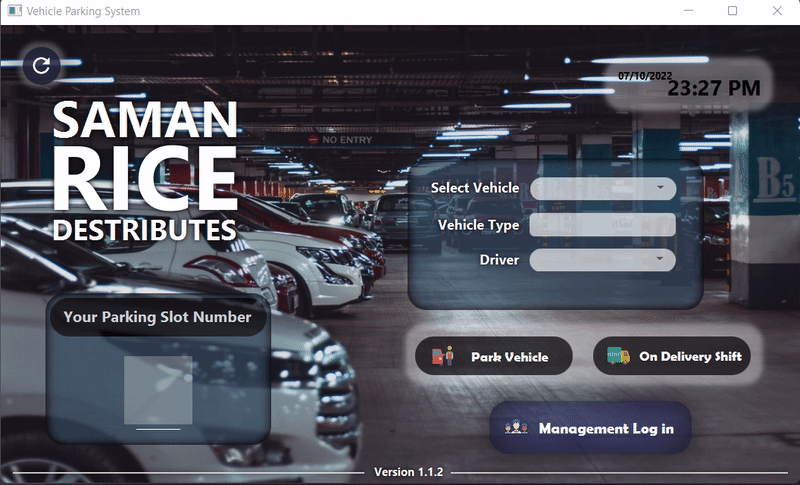 Vehicle Parking System
07/10/2022
23:27 PM
SAMAN
RICE
DESTRIBUTES
NO ENTRY
B5
Select Vehicle
Vehicle Type
Driver
Your Parking Slot Number
Park Vehicle
On Delivery Shift
Management Log in
Version 1.1.2